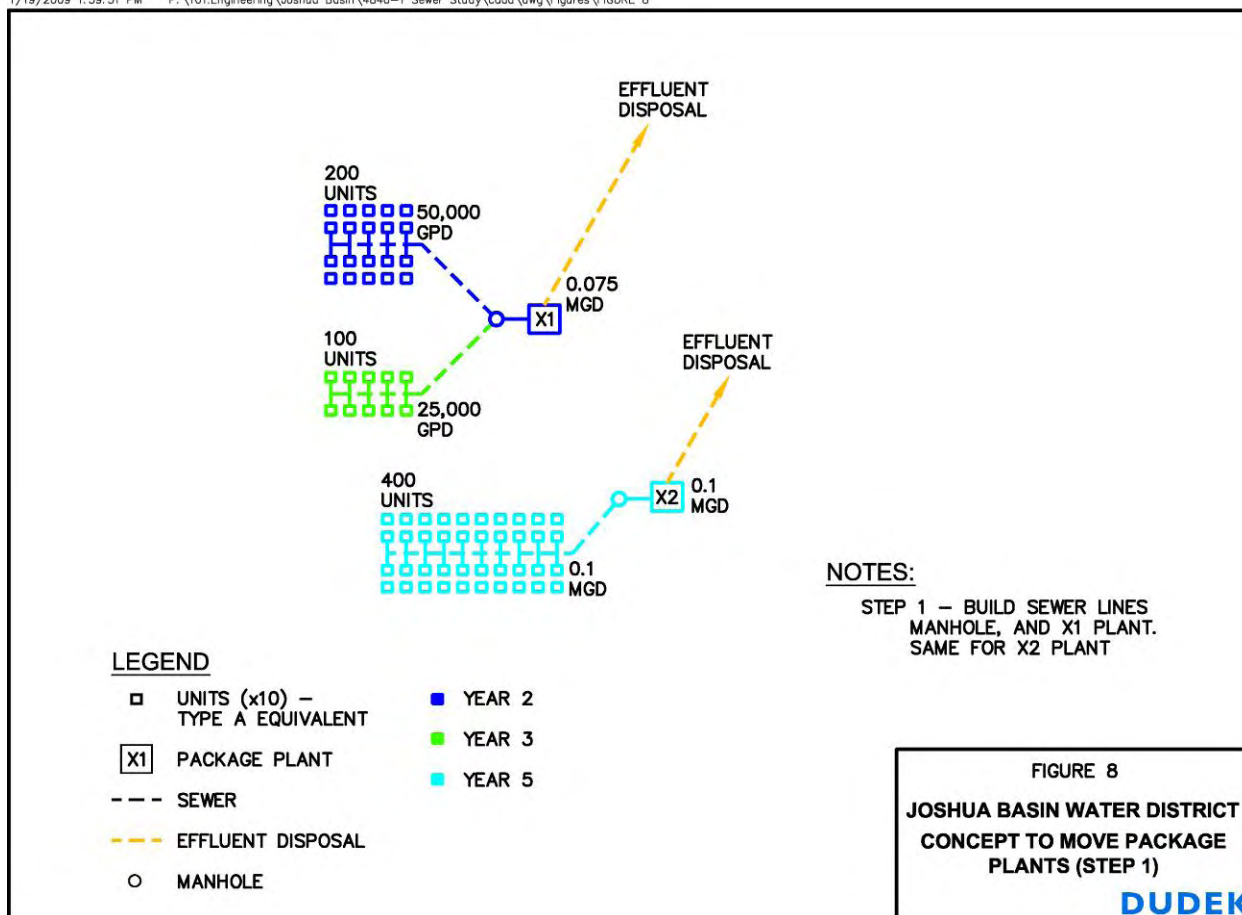 EFFLUENT
DISPOSAL
200
UNITS
50,000
GPD
0.075
MGD
X1
100
UNITS
25,000
GPD
EFFLUENT
DISPOSAL
400
UNITS
X2
0.1
MGD
0.1
MGD
NOTES:
STEP 1 – BUILD SEWER LINES
MANHOLE, AND X1 PLANT.
SAME FOR X2 PLANT
LEGEND
UNITS (x10) –
TYPE A EQUIVALENT
X1 PACKAGE PLANT
SEWER
EFFLUENT DISPOSAL
MANHOLE
YEAR 2
YEAR 3
YEAR 5
FIGURE 8
JOSHUA BASIN WATER DISTRICT
CONCEPT TO MOVE PACKAGE
PLANTS (STEP 1)
DUDEK